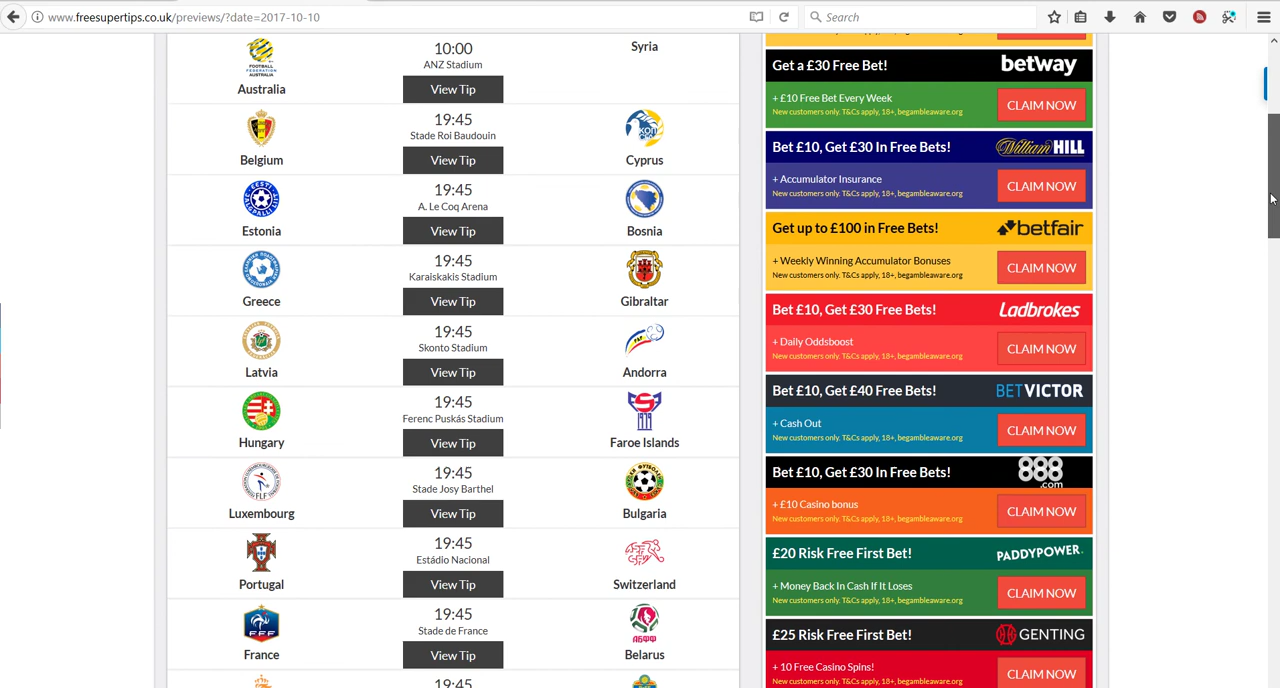 www.freesupertips.co.uk/previews/?date=2017-10-10
Search
10:00
Syria
ANZ Stadium
FOOTBALL
FEDERATION
AUSTRALIA
Australia
View Tip
19:45
Stade Roi Baudouin
Belgium
View Tip
Cyprus
19:45
A. Le Coq Arena
Estonia
View Tip
Bosnia
19:45
Karaiskakis Stadium
Greece
View Tip
Gibraltar
19:45
Skonto Stadium
Latvia
View Tip
Andorra
19:45
Ferenc Puskás Stadium
1979
Hungary
View Tip
Faroe Islands
19:45
Stade Josy Barthel
FLF
Luxembourg
View Tip
Bulgaria
19:45
Estádio Nacional
Portugal
View Tip
Switzerland
19:45
Stade de France
FFF
АБФФ
France
View Tip
Belarus
19:45
Get a £30 Free Bet!
betway
+ £10 Free Bet Every Week
New customers only. T&Cs apply, 18+, begambleaware.org
CLAIM NOW
Bet £10, Get £30 In Free Bets!
William HILL
+ Accumulator Insurance
New customers only. T&Cs apply, 18+, begambleaware.org
CLAIM NOW
Get up to £100 in Free Bets!
betfair
+ Weekly Winning Accumulator Bonuses
New customers only. T&Cs apply, 18+, begambleaware.org
CLAIM NOW
Bet £10, Get £30 Free Bets!
Ladbrokes
+ Daily Oddsboost
New customers only. T&Cs apply, 18+, begambleaware.org
CLAIM NOW
Bet £10, Get £40 Free Bets!
BETVICTOR
+ Cash Out
New customers only. T&Cs apply, 18+, begambleaware.org
CLAIM NOW
Bet £10, Get £30 In Free Bets!
888
.com
+ £10 Casino bonus
New customers only. T&Cs apply, 18+, begambleaware.org
CLAIM NOW
£20 Risk Free First Bet!
PADDYPOWER.
+ Money Back In Cash If It Loses
New customers only. T&Cs apply, 18+, begambleaware.org
CLAIM NOW
£25 Risk Free First Bet!
GENTING
+ 10 Free Casino Spins!
New customers only. T&Cs apply, 18+, begambleaware.org
CLAIM NOW